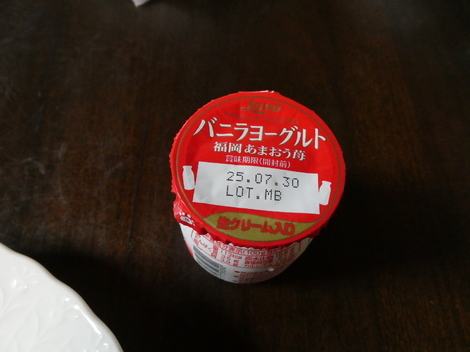 バニラヨーグルト
福岡あまおう苺
賞味期限(開封前)
25.07.30
LOT.MB
生クリーム入り